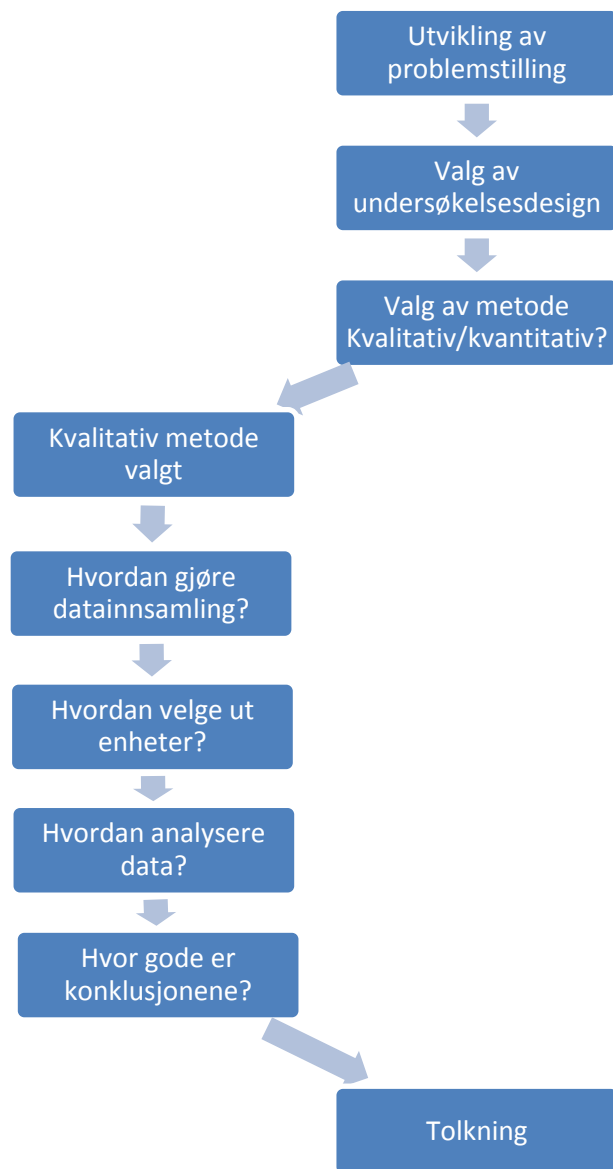 Utvikling av
problemstilling
Valg av
undersøkelsesdesign
Valg av metode
Kvalitativ/kvantitativ?
Kvalitativ metode
valgt
Hvordan gjøre
datainnsamling?
Hvordan velge ut
enheter?
Hvordan analysere
data?
Hvor gode er
konklusjonene?
Tolkning